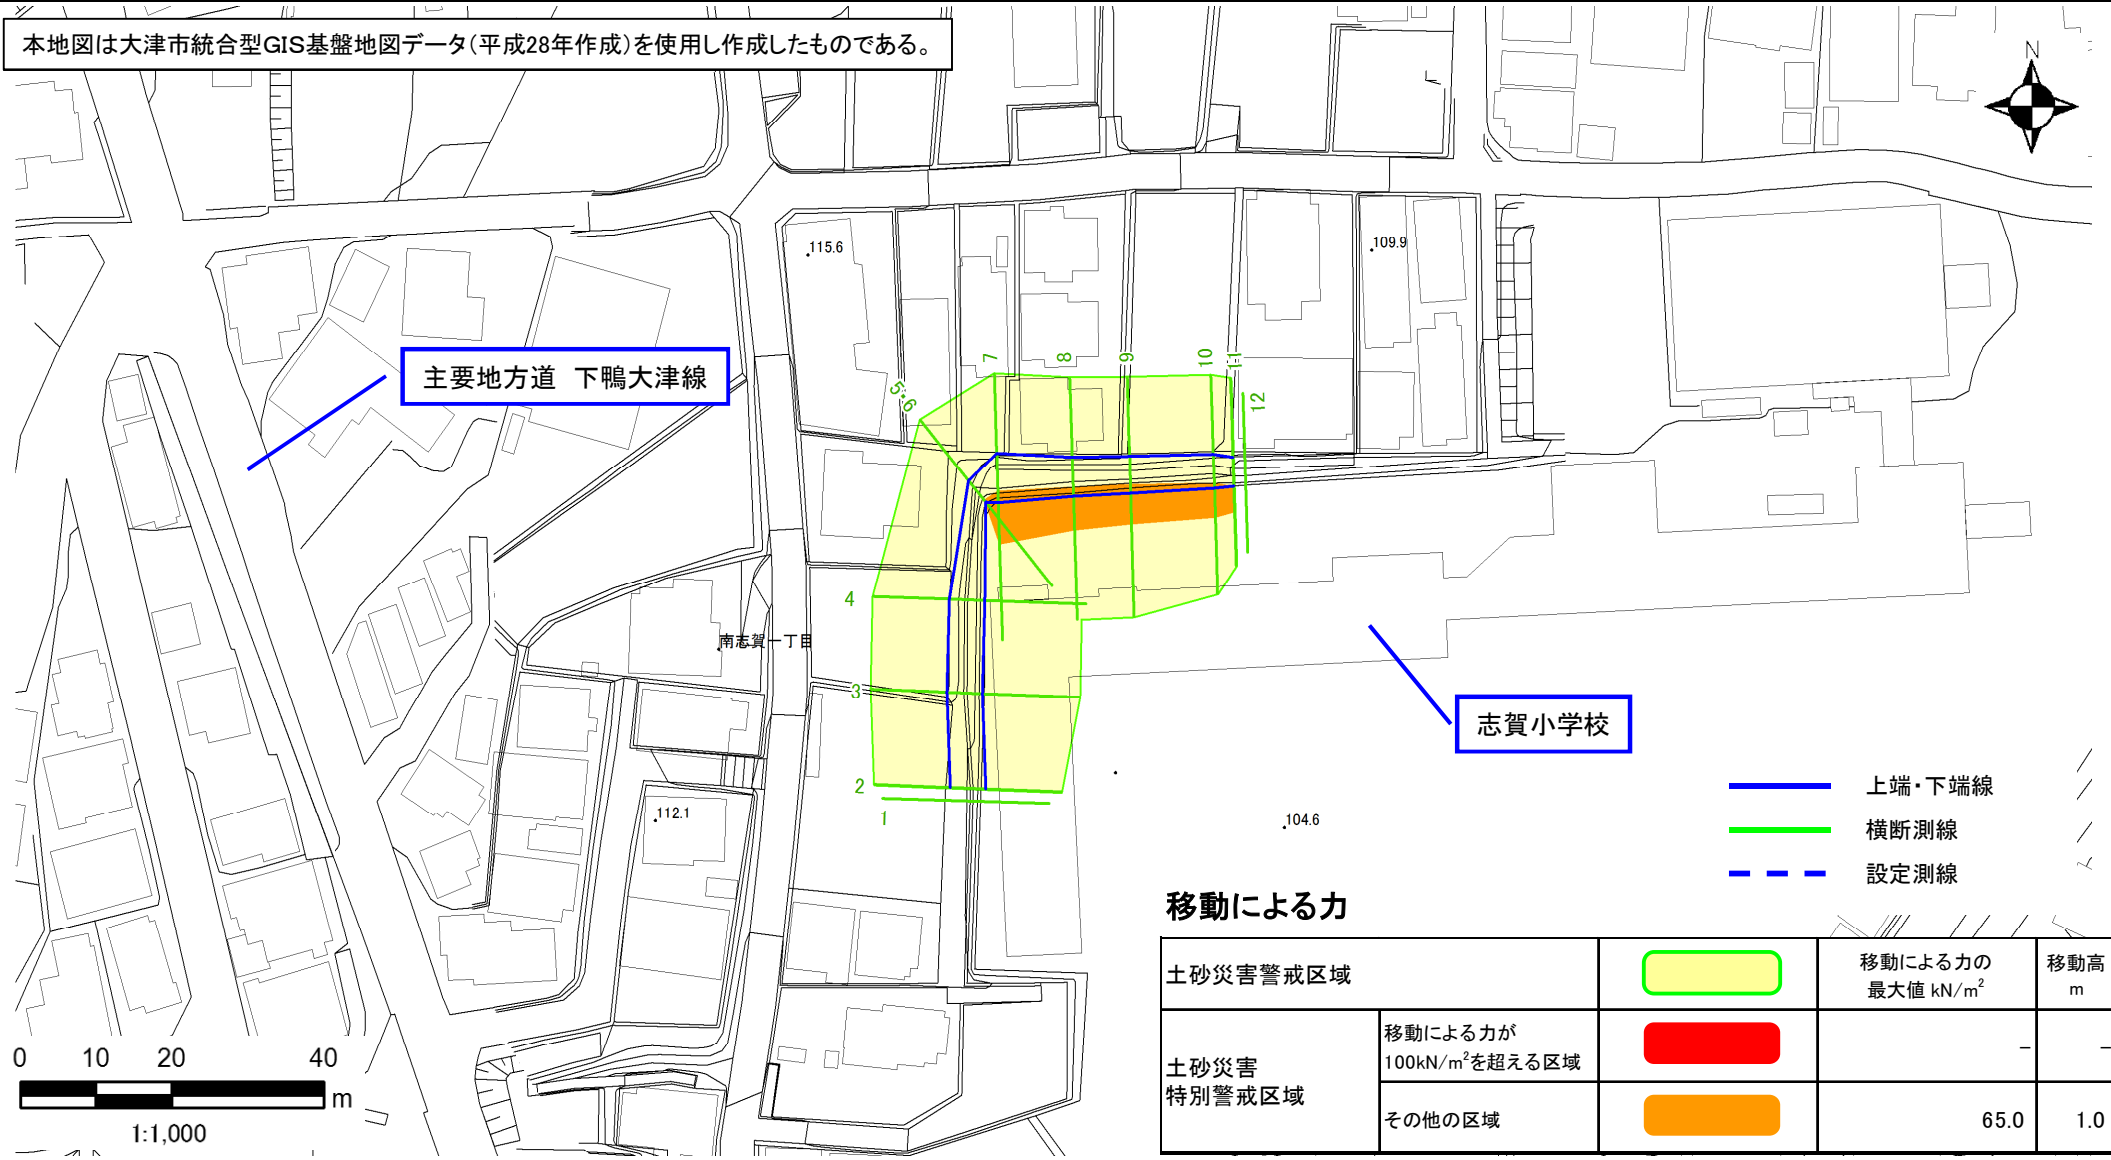 本地図は大津市統合型GIS基盤地図データ(平成28年作成)を使用し作成したものである。
N
115.6
109.9
主要地方道 下鴨大津線
5・6
7
8
9
10
11
12
4
南志賀一丁目
3
志賀小学校
2
1
112.1
104.6
上端・下端線
横断測線
設定測線
移動による力
土砂災害警戒区域
移動による力の
最大値 kN/m²
移動高
m
土砂災害
特別警戒区域
移動による力が
100kN/m²を超える区域
－
－
その他の区域
65.0
1.0
0 10 20 40
m
1:1,000